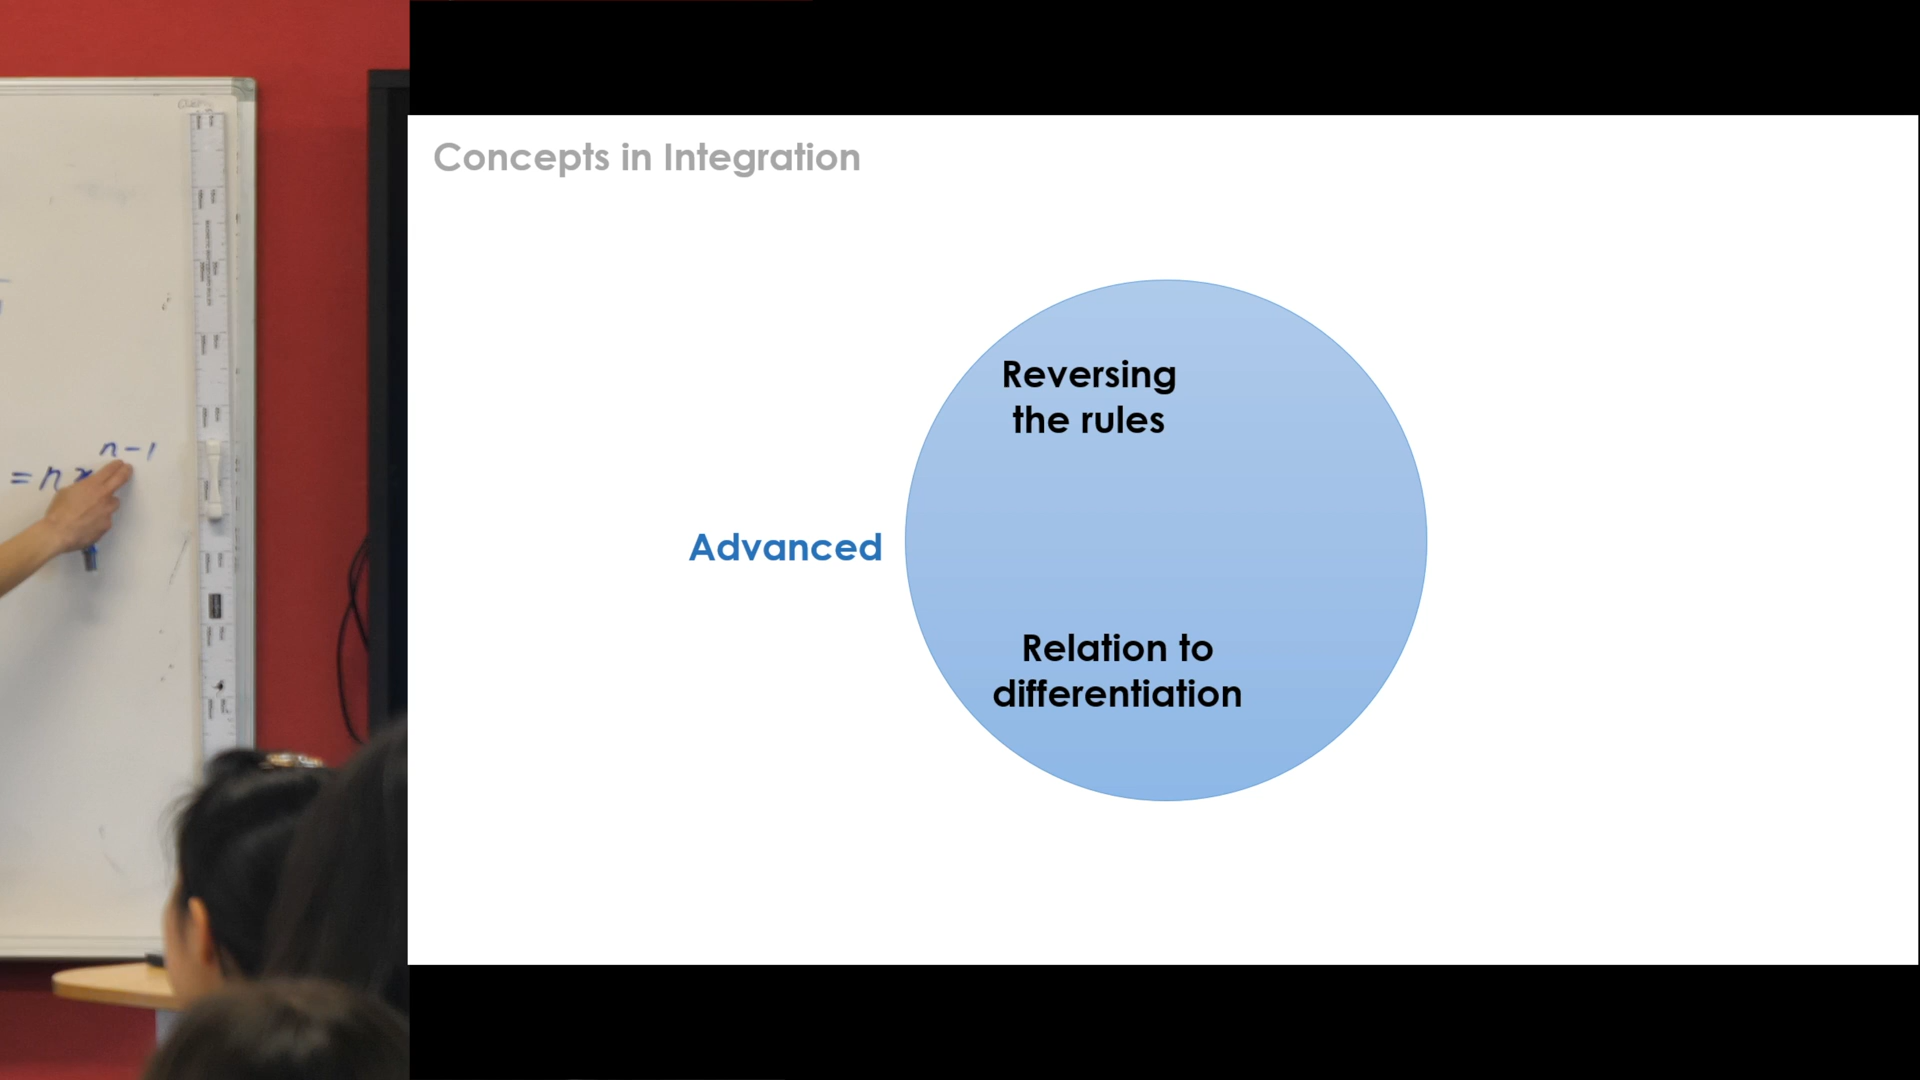 Concepts in Integration
Reversing
the rules
Advanced
Relation to
differentiation
= n x n-1